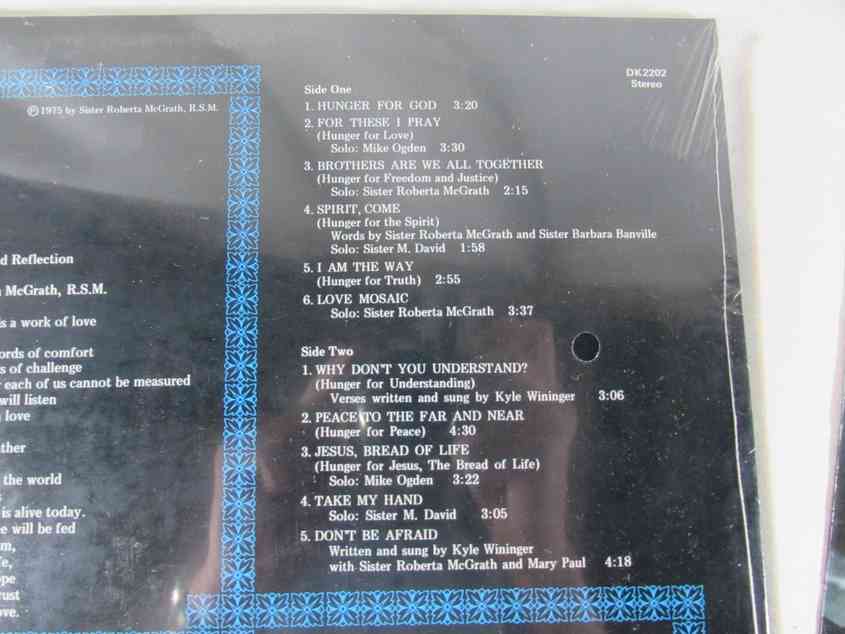 ℗ 1975 by Sister Roberta McGrath, R.S.M.
d Reflection
McGrath, R.S.M.
s a work of love
ords of comfort
s of challenge
each of us cannot be measured
will listen
love
ther
the world
is alive today.
e will be fed
m,
e,
ope
rust
ove.
DK2202
Stereo
Side One
1. HUNGER FOR GOD 3:20
2. FOR THESE I PRAY
(Hunger for Love)
Solo: Mike Ogden 3:30
3. BROTHERS ARE WE ALL TOGETHER
(Hunger for Freedom and Justice)
Solo: Sister Roberta McGrath 2:15
4. SPIRIT, COME
(Hunger for the Spirit)
Words by Sister Roberta McGrath and Sister Barbara Banville
Solo: Sister M. David 1:58
5. I AM THE WAY
(Hunger for Truth) 2:55
6. LOVE MOSAIC
Solo: Sister Roberta McGrath 3:37
Side Two
1. WHY DON'T YOU UNDERSTAND?
(Hunger for Understanding)
Verses written and sung by Kyle Wininger 3:06
2. PEACE TO THE FAR AND NEAR
(Hunger for Peace) 4:30
3. JESUS, BREAD OF LIFE
(Hunger for Jesus, The Bread of Life)
Solo: Mike Ogden 3:22
4. TAKE MY HAND
Solo: Sister M. David 3:05
5. DON'T BE AFRAID
Written and sung by Kyle Wininger
with Sister Roberta McGrath and Mary Paul 4:18